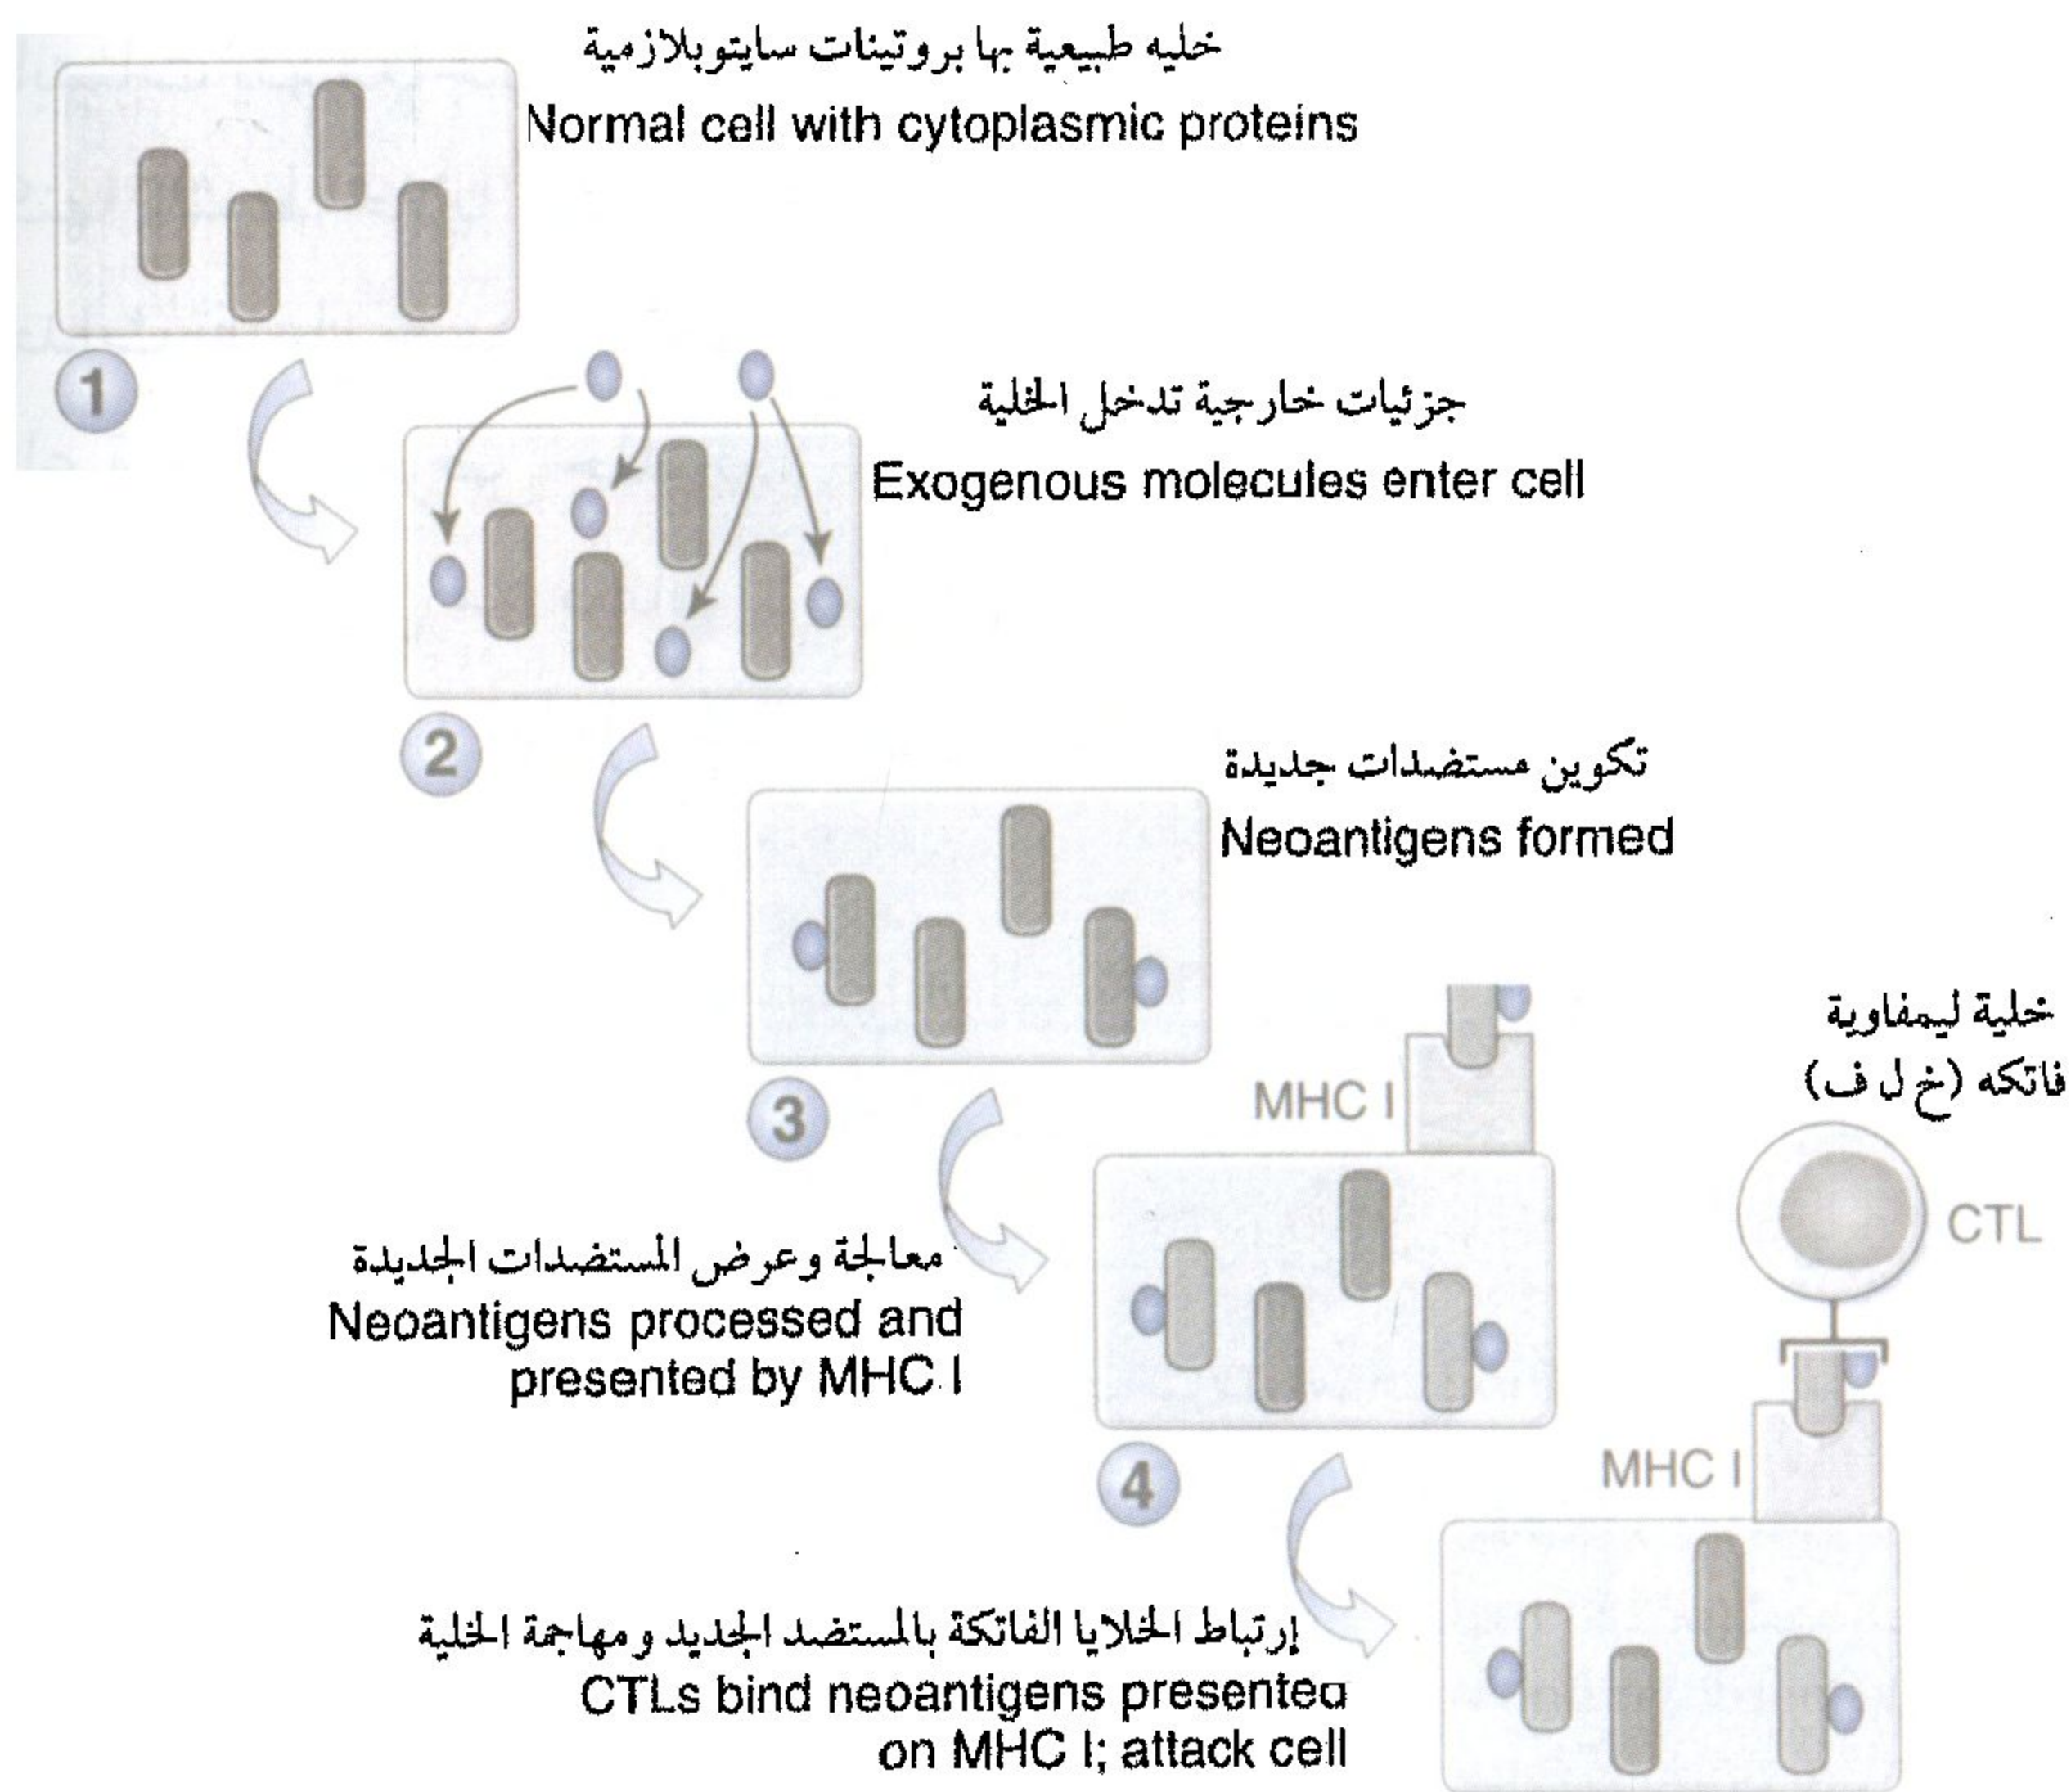 خليه طبيعية بها بروتينات سايتوبلازمية
Normal cell with cytoplasmic proteins
1
جزئيات خارجية تدخل الخلية
Exogenous molecules enter cell
2
تكوين مستضدات جديدة
Neoantigens formed
3
MHC I
خلية ليمفاوية
فاتكه (خ ل ف)
CTL
معالجة وعرض المستضدات الجديدة
Neoantigens processed and
presented by MHC I
4
MHC I
إرتباط الخلايا الفاتكة بالمستضد الجديد ومهاجمة الخلية
CTLs bind neoantigens presented
on MHC I; attack cell